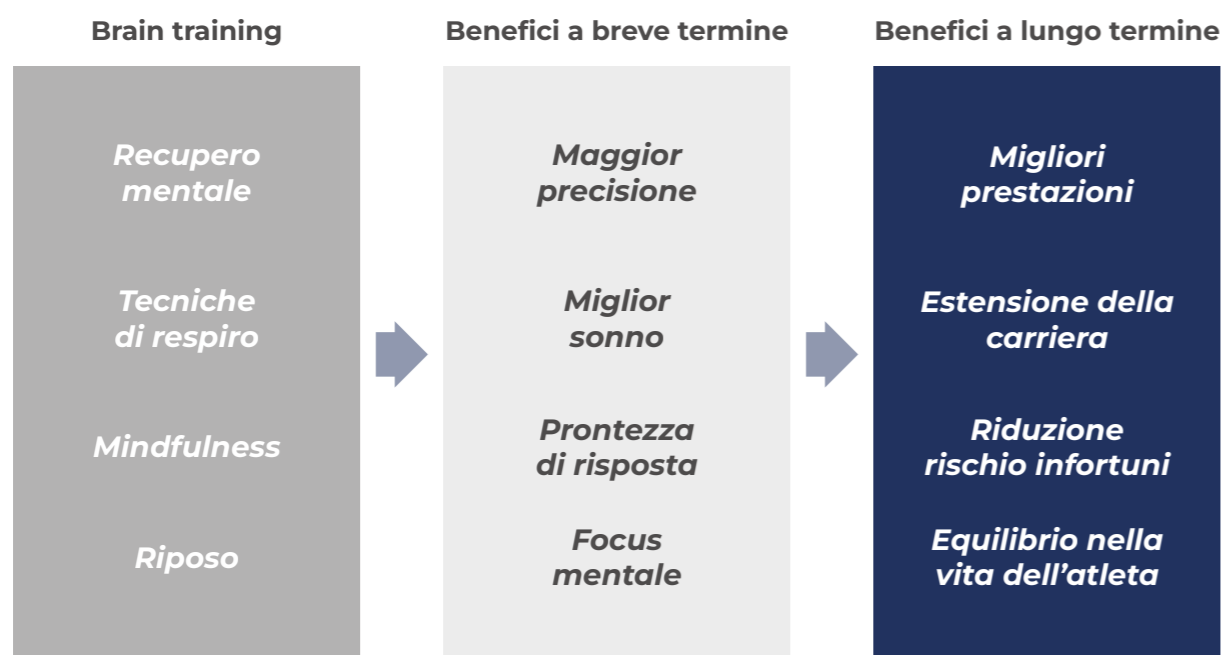 Brain training
Recupero
mentale
Tecniche
di respiro
Mindfulness
Riposo
Benefici a breve termine
Maggior
precisione
Miglior
sonno
Prontezza
di risposta
Focus
mentale
Benefici a lungo termine
Migliori
prestazioni
Estensione della
carriera
Riduzione
rischio infortuni
Equilibrio nella
vita dell’atleta